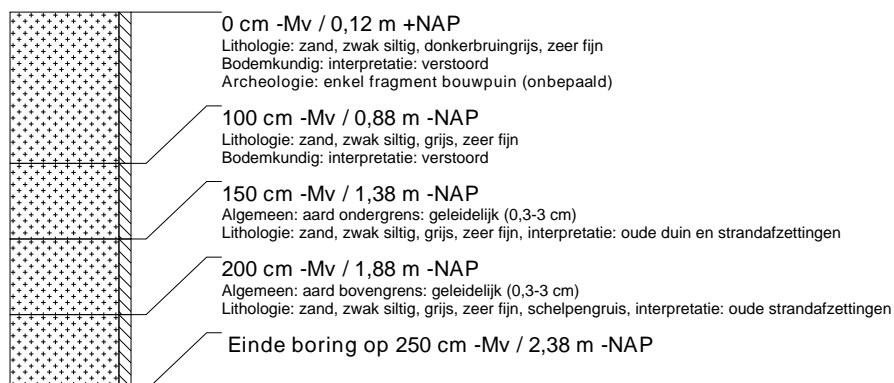 0 cm -Mv / 0,12 m +NAP
Lithologie: zand, zwak siltig, donkerbruingrijs, zeer fijn
Bodemkundig: interpretatie: verstoord
Archeologie: enkel fragment bouwpuin (onbepaald)
100 cm -Mv / 0,88 m -NAP
Lithologie: zand, zwak siltig, grijs, zeer fijn
Bodemkundig: interpretatie: verstoord
150 cm -Mv / 1,38 m -NAP
Algemeen: aard ondergrens: geleidelijk (0,3-3 cm)
Lithologie: zand, zwak siltig, grijs, zeer fijn, interpretatie: oude duin en strandafzettingen
200 cm -Mv / 1,88 m -NAP
Algemeen: aard bovengrens: geleidelijk (0,3-3 cm)
Lithologie: zand, zwak siltig, grijs, zeer fijn, schelpengruis, interpretatie: oude strandafzettingen
Einde boring op 250 cm -Mv / 2,38 m -NAP